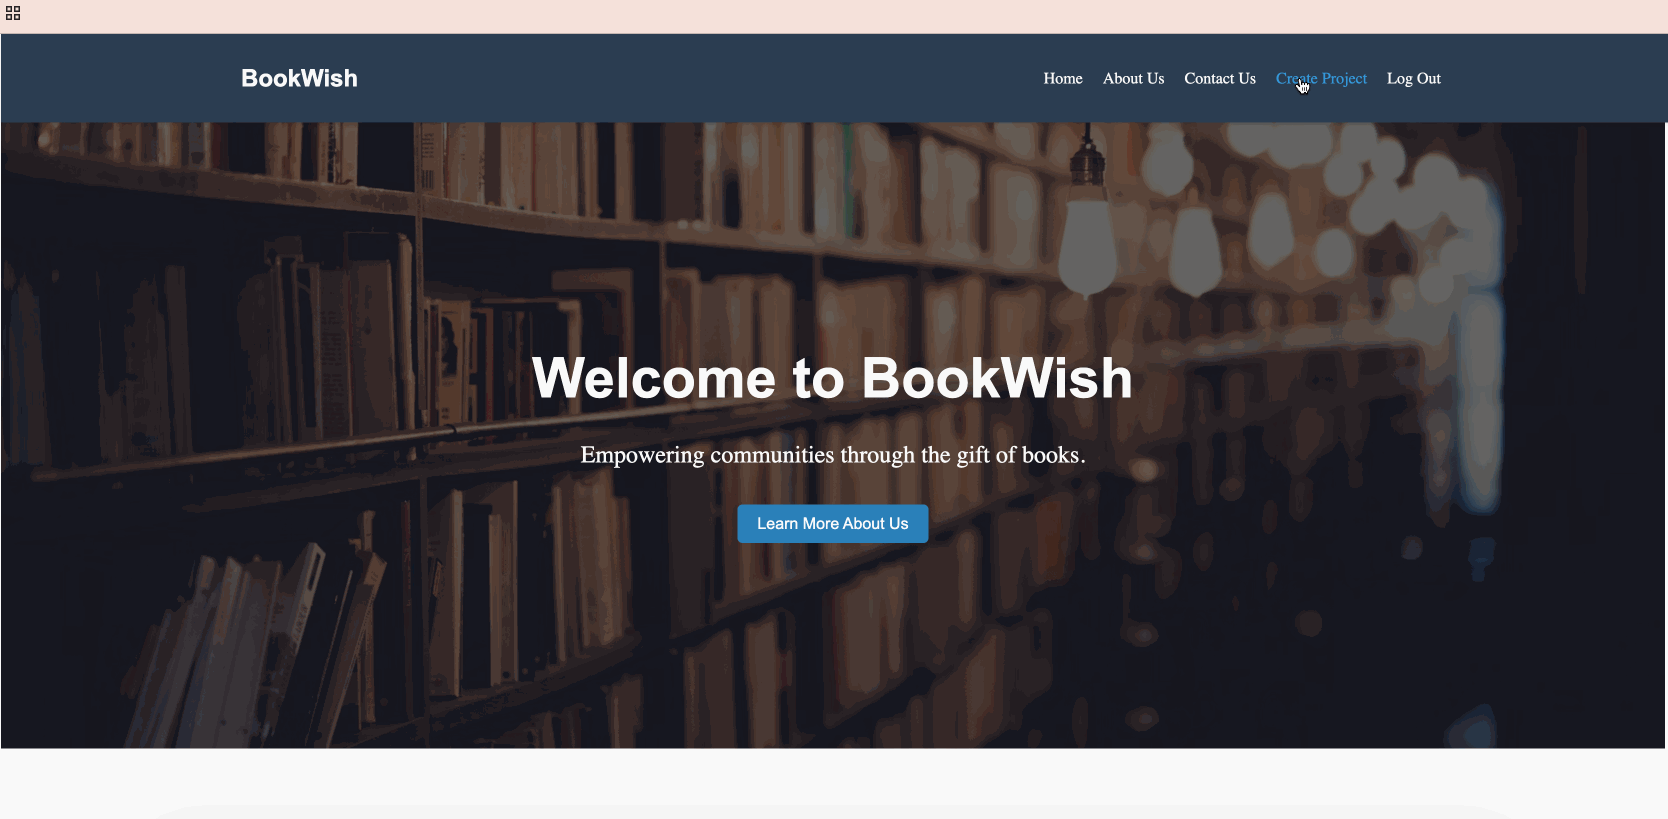 BookWish
Home About Us Contact Us Create Project Log Out
Welcome to BookWish
Empowering communities through the gift of books.
Learn More About Us